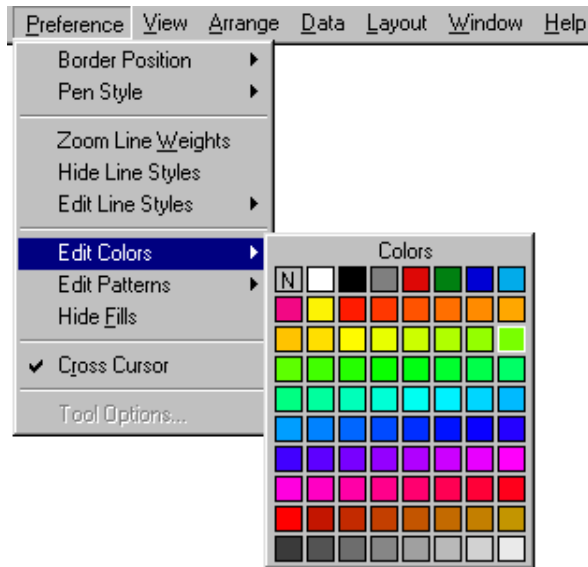 Preference View Arrange Data Layout Window Help
Border Position
Pen Style
Zoom Line Weights
Hide Line Styles
Edit Line Styles
Edit Colors
Colors
N
Edit Patterns
Hide Fills
Cross Cursor
Tool Options...